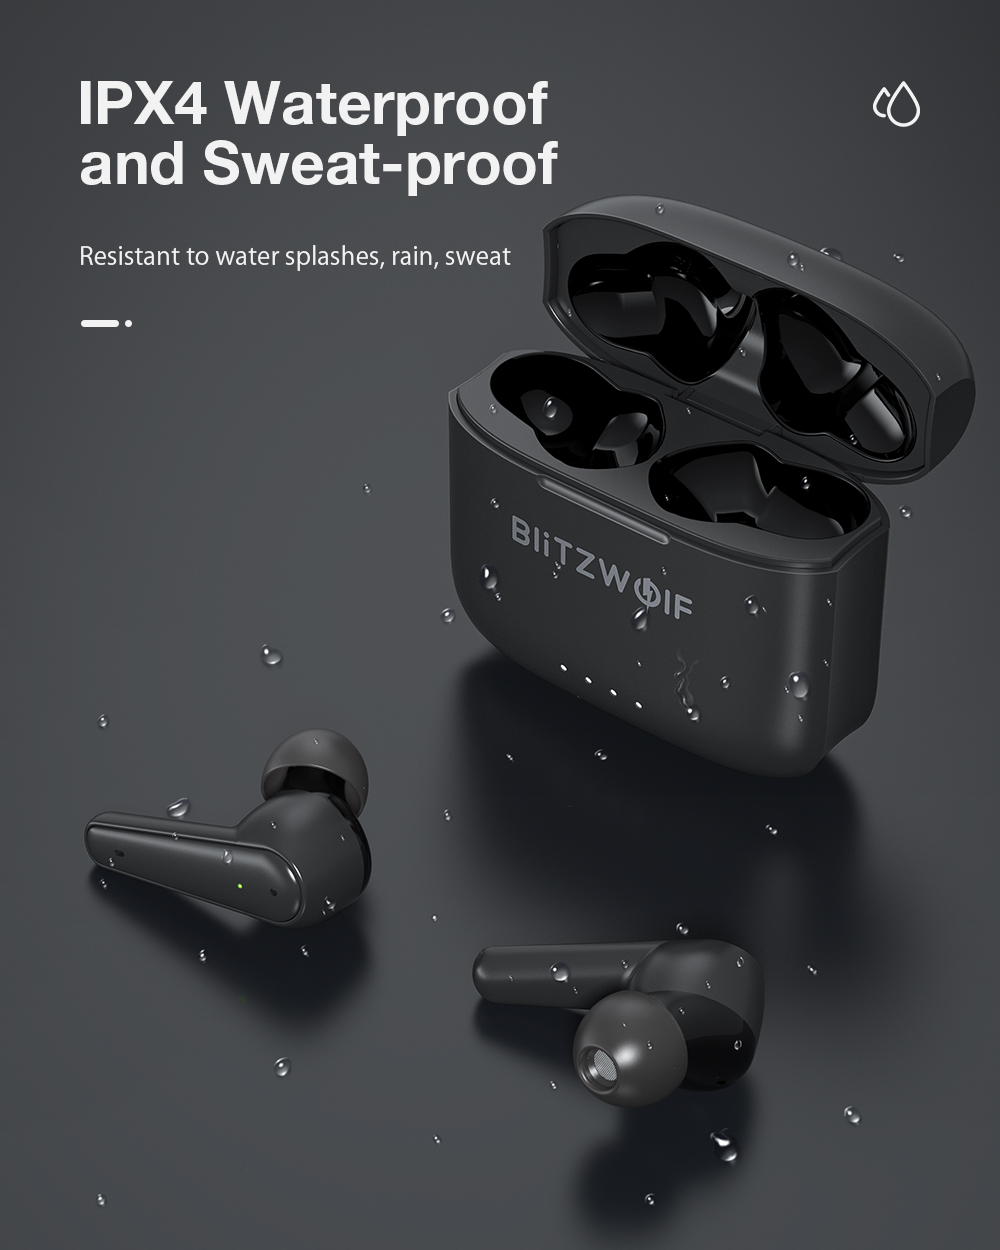 IPX4 Waterproof
and Sweat-proof
Resistant to water splashes, rain, sweat
BliTZWOlF